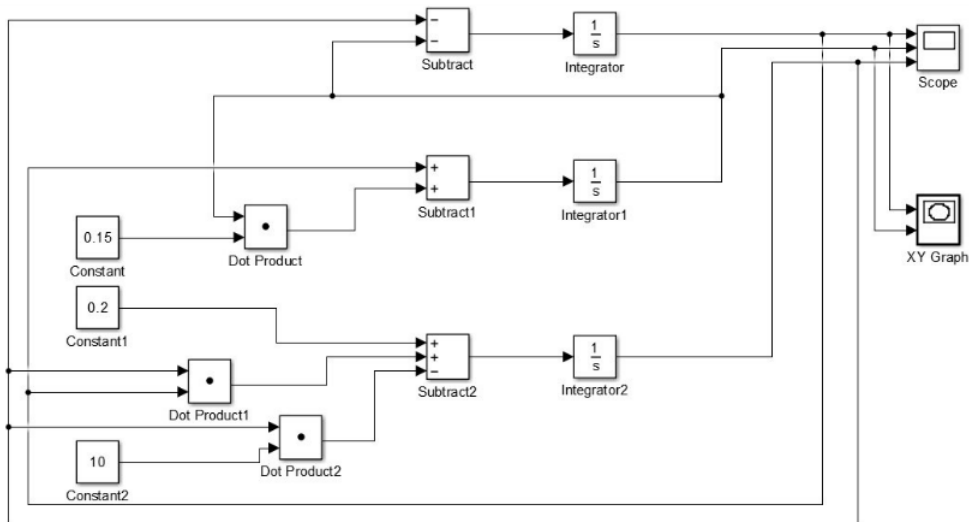 −
−
Subtract
1
s
Integrator
Scope
+
+
Subtract1
1
s
Integrator1
0.15
Constant
Dot Product
XY Graph
0.2
Constant1
+
+
−
Subtract2
1
s
Integrator2
Dot Product1
10
Constant2
Dot Product2